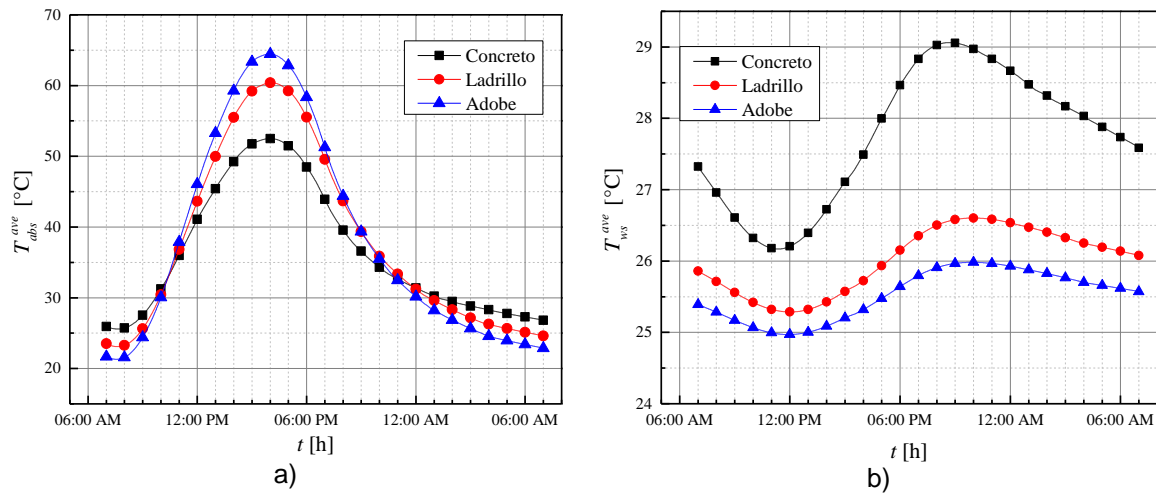 70
60
50
40
30
20
T_abs^ave [°C]
Concreto
Ladrillo
Adobe
06:00 AM 12:00 PM 06:00 PM 12:00 AM 06:00 AM
t [h]
a)
29
28
27
26
25
24
T_ws^ave [°C]
Concreto
Ladrillo
Adobe
06:00 AM 12:00 PM 06:00 PM 12:00 AM 06:00 AM
t [h]
b)